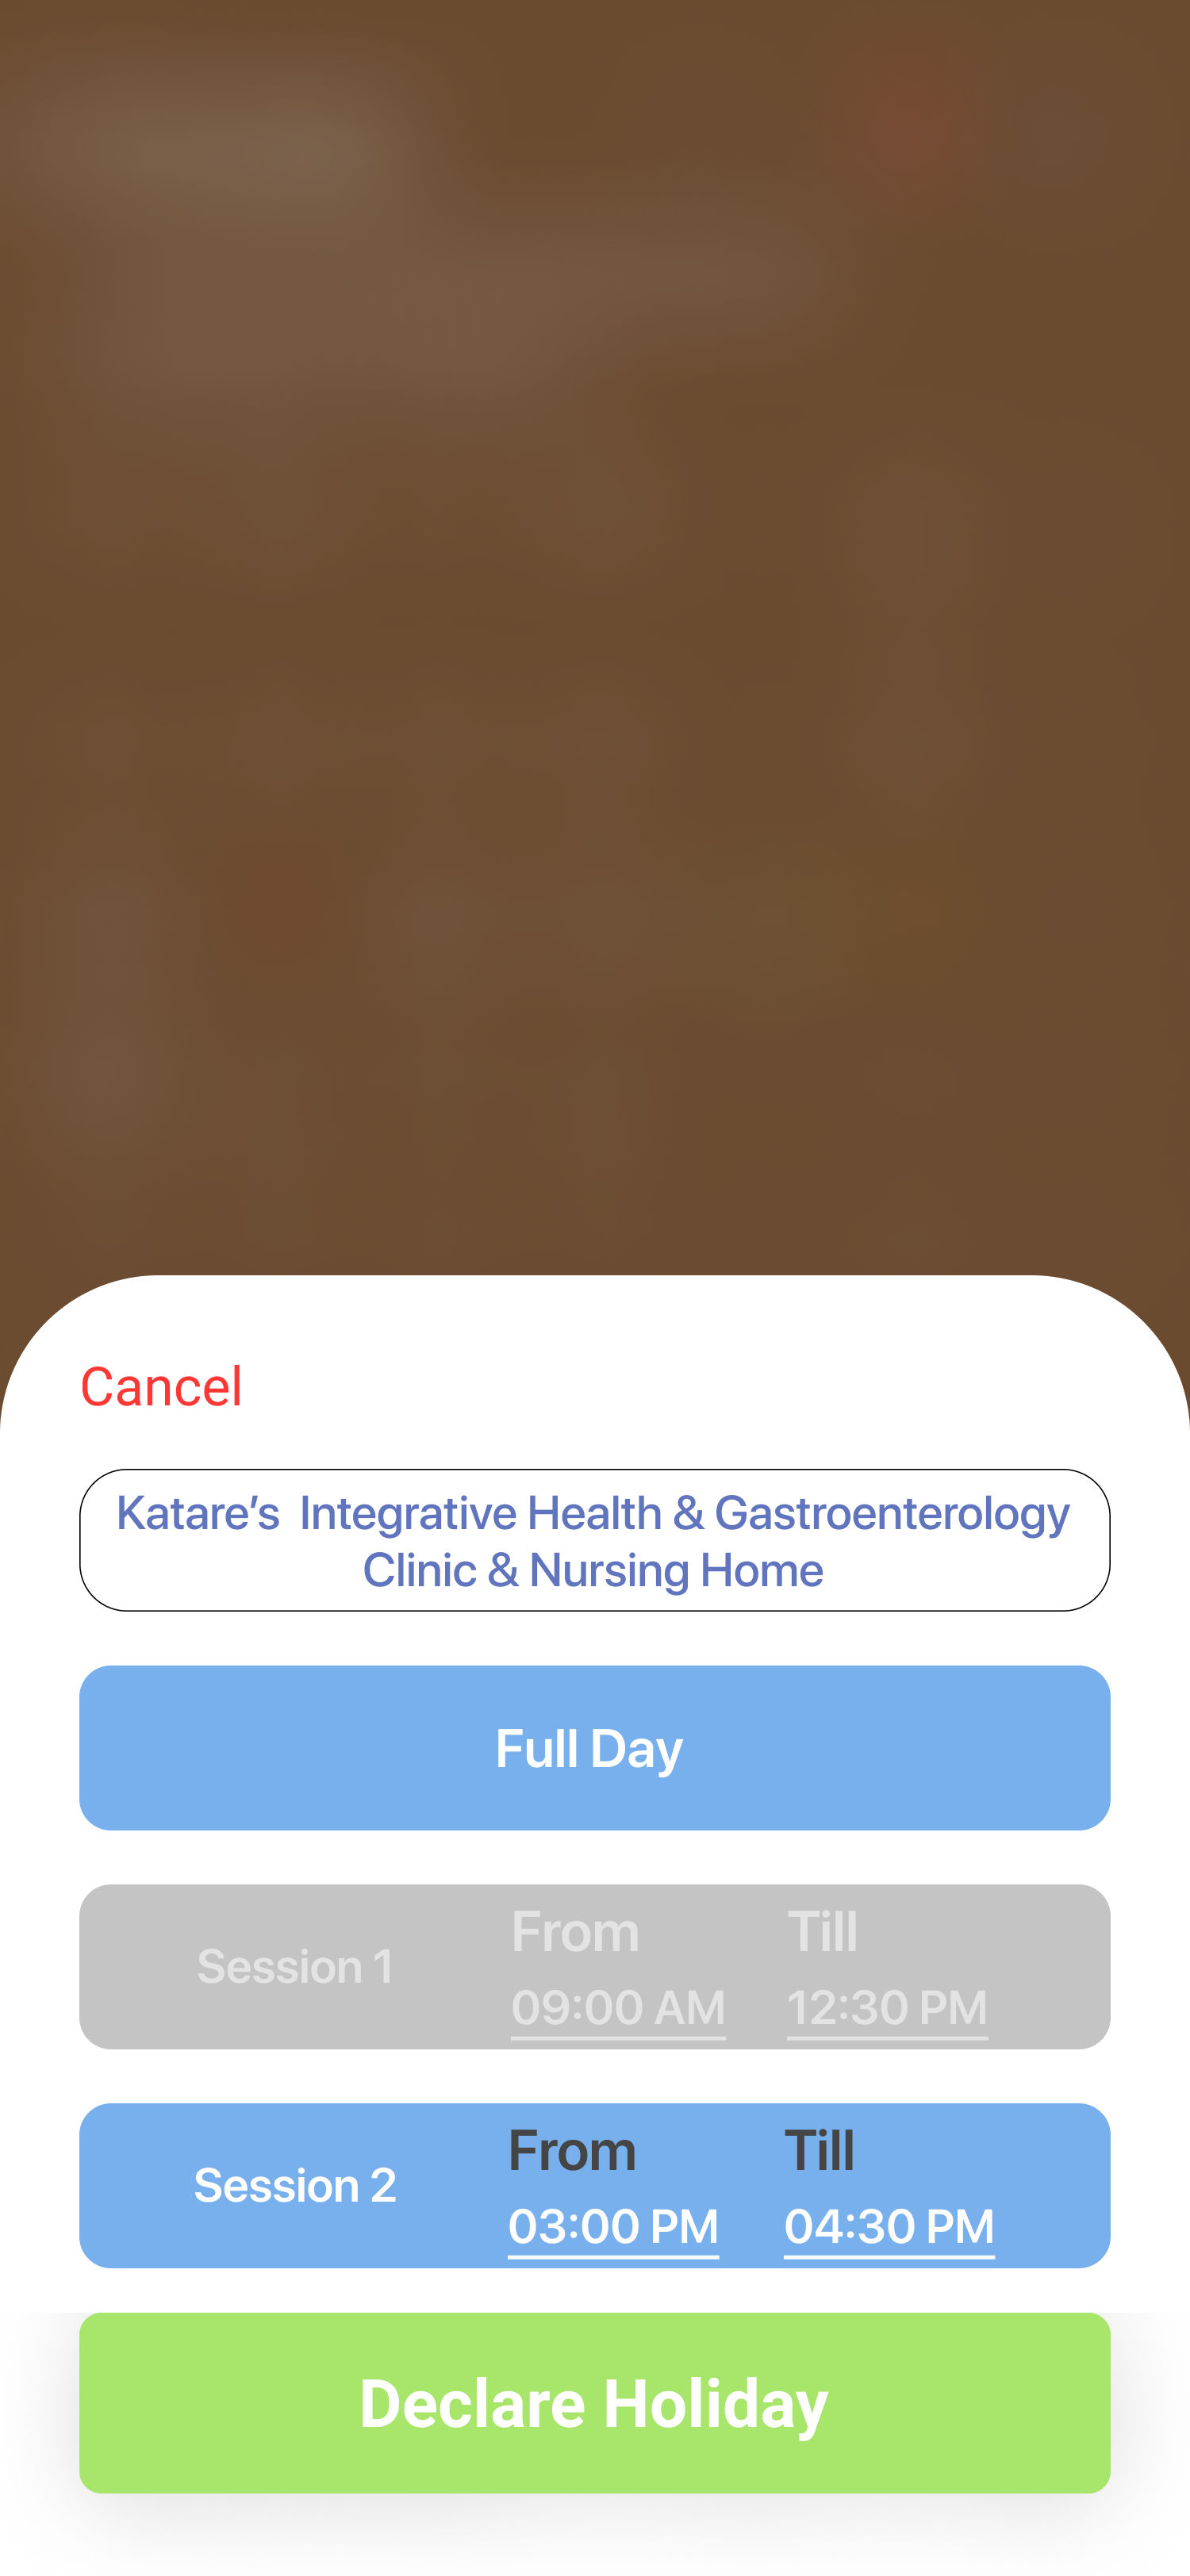 Cancel
Katare’s  Integrative Health & Gastroenterology
Clinic & Nursing Home
Full Day
Session 1
From
Till
09:00 AM
12:30 PM
Session 2
From
Till
03:00 PM
04:30 PM
Declare Holiday